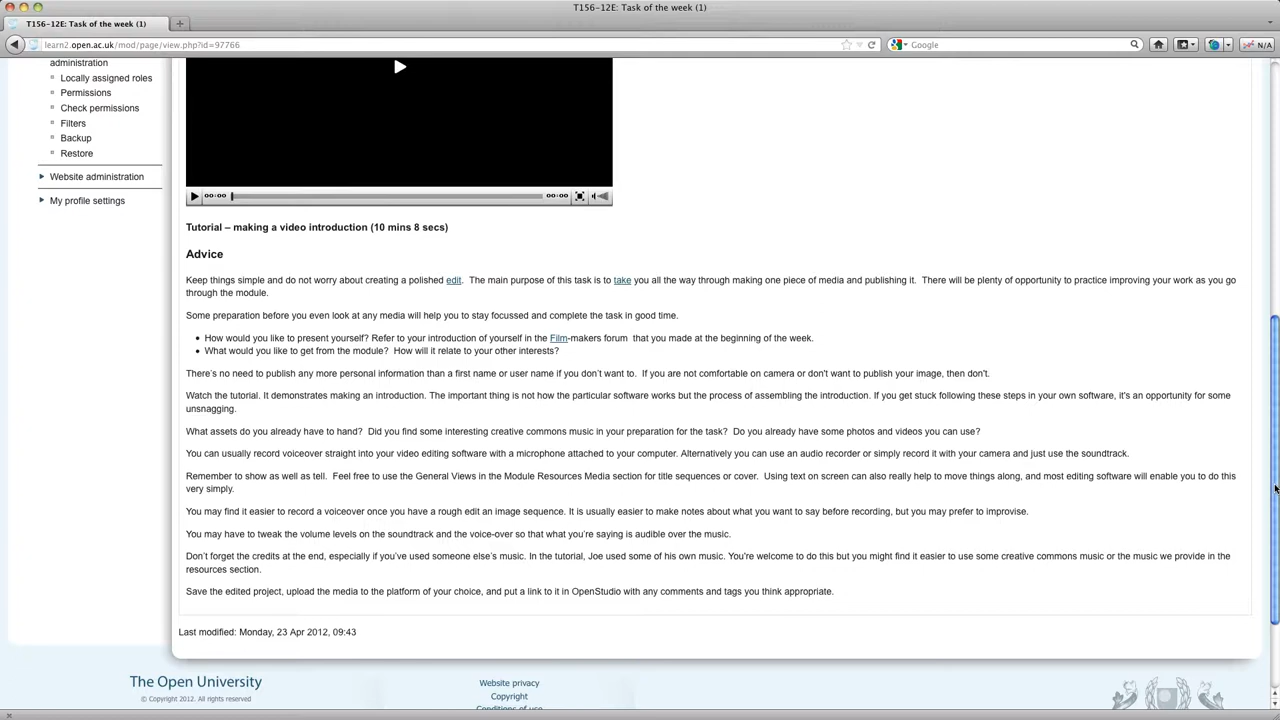 T156-12E: Task of the week (1)
T156-12E: Task of the week (1)
learn2.open.ac.uk/mod/page/view.php?id=97766
Google
N/A
administration
Locally assigned roles
Permissions
Check permissions
Filters
Backup
Restore
Website administration
My profile settings
00:00
00:00
Tutorial – making a video introduction (10 mins 8 secs)
Advice
Keep things simple and do not worry about creating a polished edit. The main purpose of this task is to take you all the way through making one piece of media and publishing it. There will be plenty of opportunity to practice improving your work as you go
through the module.
Some preparation before you even look at any media will help you to stay focussed and complete the task in good time.
• How would you like to present yourself? Refer to your introduction of yourself in the Film-makers forum that you made at the beginning of the week.
• What would you like to get from the module? How will it relate to your other interests?
There's no need to publish any more personal information than a first name or user name if you don't want to. If you are not comfortable on camera or don't want to publish your image, then don't.
Watch the tutorial. It demonstrates making an introduction. The important thing is not how the particular software works but the process of assembling the introduction. If you get stuck following these steps in your own software, it's an opportunity for some
unsnagging.
What assets do you already have to hand? Did you find some interesting creative commons music in your preparation for the task? Do you already have some photos and videos you can use?
You can usually record voiceover straight into your video editing software with a microphone attached to your computer. Alternatively you can use an audio recorder or simply record it with your camera and just use the soundtrack.
Remember to show as well as tell. Feel free to use the General Views in the Module Resources Media section for title sequences or cover. Using text on screen can also really help to move things along, and most editing software will enable you to do this
very simply.
You may find it easier to record a voiceover once you have a rough edit an image sequence. It is usually easier to make notes about what you want to say before recording, but you may prefer to improvise.
You may have to tweak the volume levels on the soundtrack and the voice-over so that what you're saying is audible over the music.
Don't forget the credits at the end, especially if you've used someone else's music. In the tutorial, Joe used some of his own music. You're welcome to do this but you might find it easier to use some creative commons music or the music we provide in the
resources section.
Save the edited project, upload the media to the platform of your choice, and put a link to it in OpenStudio with any comments and tags you think appropriate.
Last modified: Monday, 23 Apr 2012, 09:43
The Open University
© Copyright 2012. All rights reserved
Website privacy
Copyright
Conditions of use